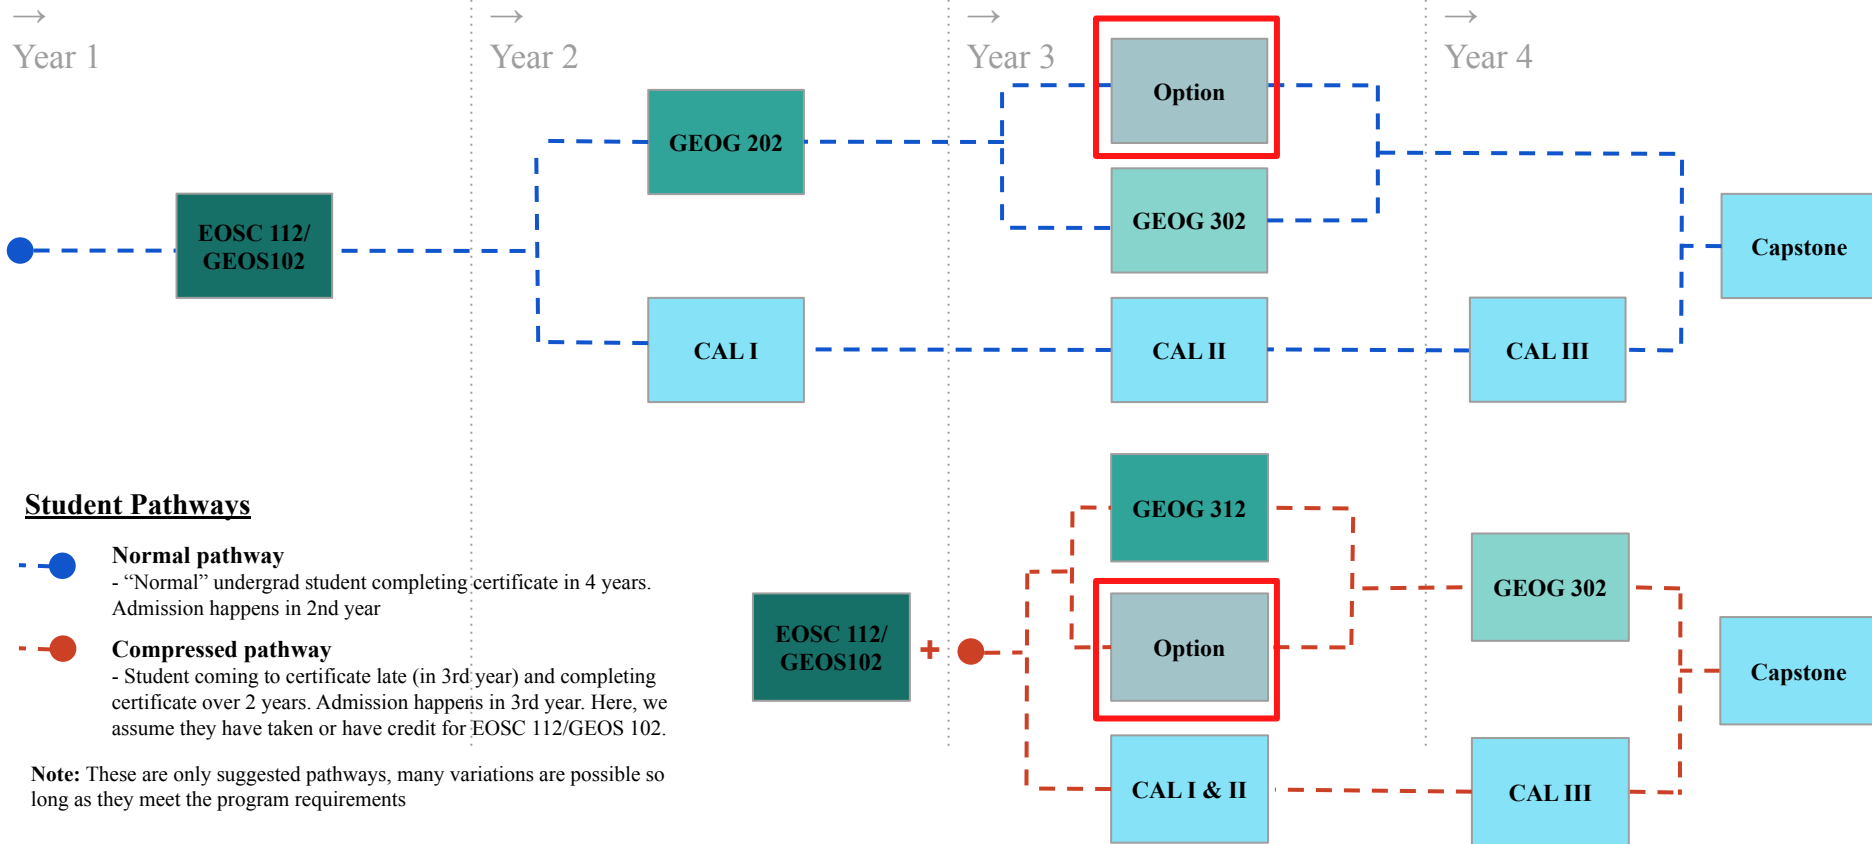 →
Year 1
→
Year 2
→
Year 3
→
Year 4
Option
GEOG 202
GEOG 302
EOSC 112/
GEOS102
Capstone
CAL I
CAL II
CAL III
Student Pathways
Normal pathway
- “Normal” undergrad student completing certificate in 4 years.
Admission happens in 2nd year
Compressed pathway
- Student coming to certificate late (in 3rd year) and completing
certificate over 2 years. Admission happens in 3rd year. Here, we
assume they have taken or have credit for EOSC 112/GEOS 102.
Note: These are only suggested pathways, many variations are possible so
long as they meet the program requirements
EOSC 112/
GEOS102
+
GEOG 312
Option
CAL I & II
GEOG 302
CAL III
Capstone